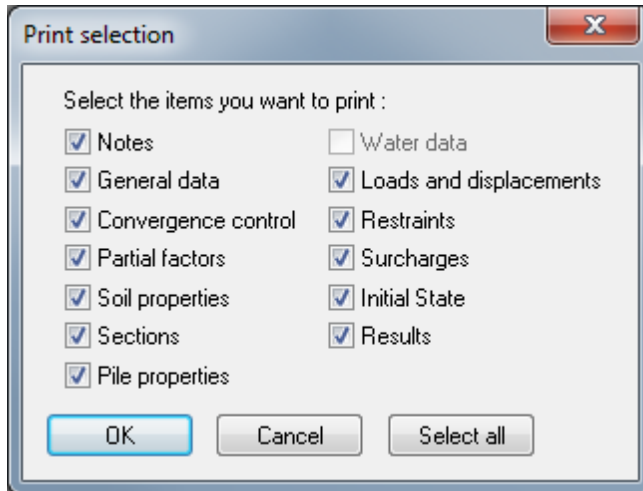 Print selection
Select the items you want to print :
Notes
General data
Convergence control
Partial factors
Soil properties
Sections
Pile properties
Water data
Loads and displacements
Restraints
Surcharges
Initial State
Results
OK
Cancel
Select all